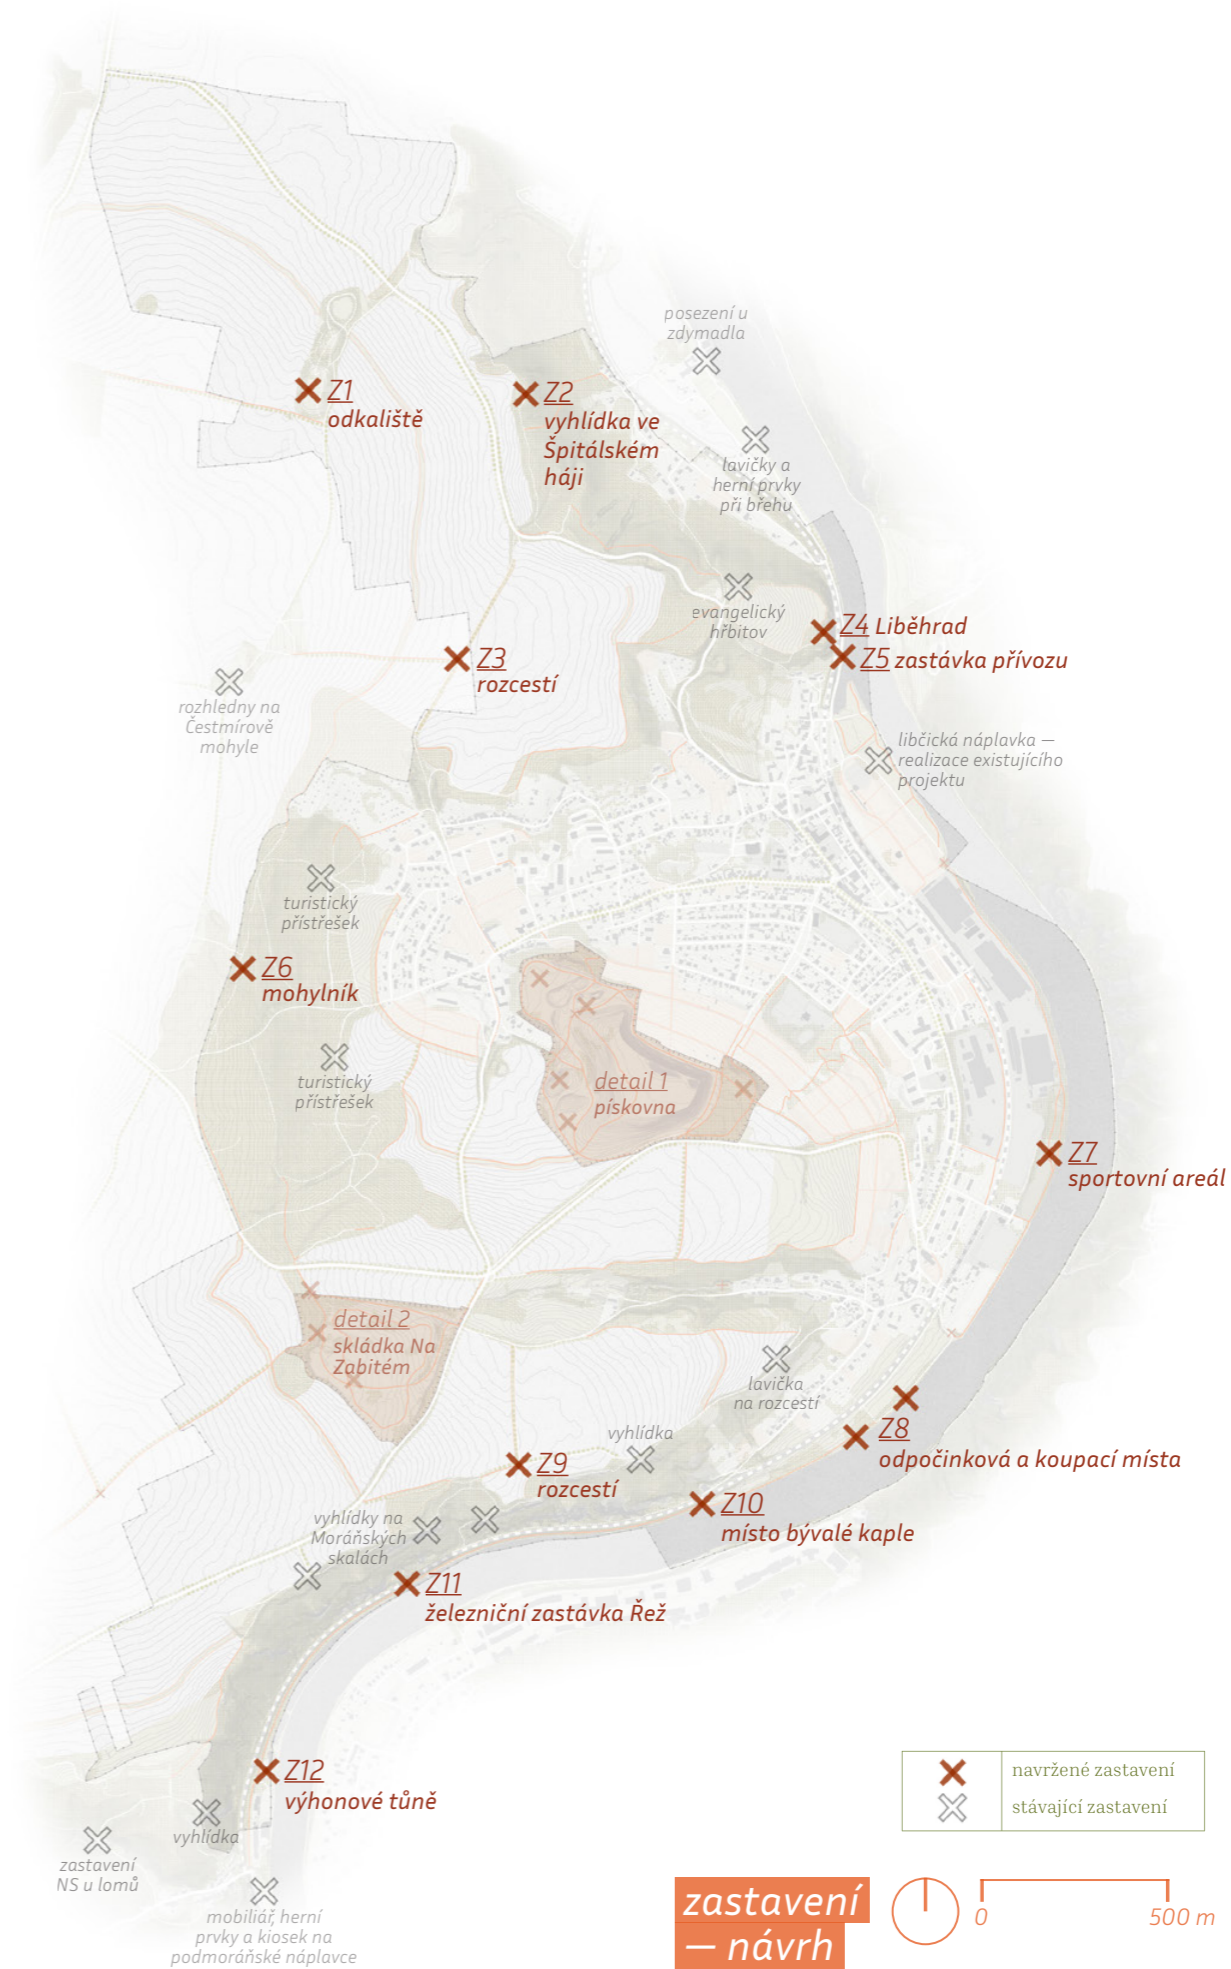 posezení u
zdymadla
Z1
odkaliště
Z2
vyhlídka ve
Špitálském
háji
lavičky a
herní prvky
při břehu
evangelický
hřbitov
Z4 Liběhrad
Z5 zastávka přívozu
Z3
rozcestí
rozhledny na
Čestmírově
mohyle
libčická náplavka —
realizace existujícího
projektu
turistický
přístřešek
Z6
mohylník
turistický
přístřešek
detail 1
pískovna
Z7
sportovní areál
detail 2
skládka Na
Zabitém
lavička
na rozcestí
Z8
odpočinková a koupací místa
vyhlídka
Z9
rozcestí
Z10
místo bývalé kaple
vyhlídky na
Moráňských
skalách
Z11
železniční zastávka Řež
Z12
výhonové tůně
vyhlídka
zastavení
NS u lomů
mobiliář, herní
prvky a kiosek na
podmoráňské náplavce
navržené zastavení
stávající zastavení
zastavení
— návrh
0 500 m